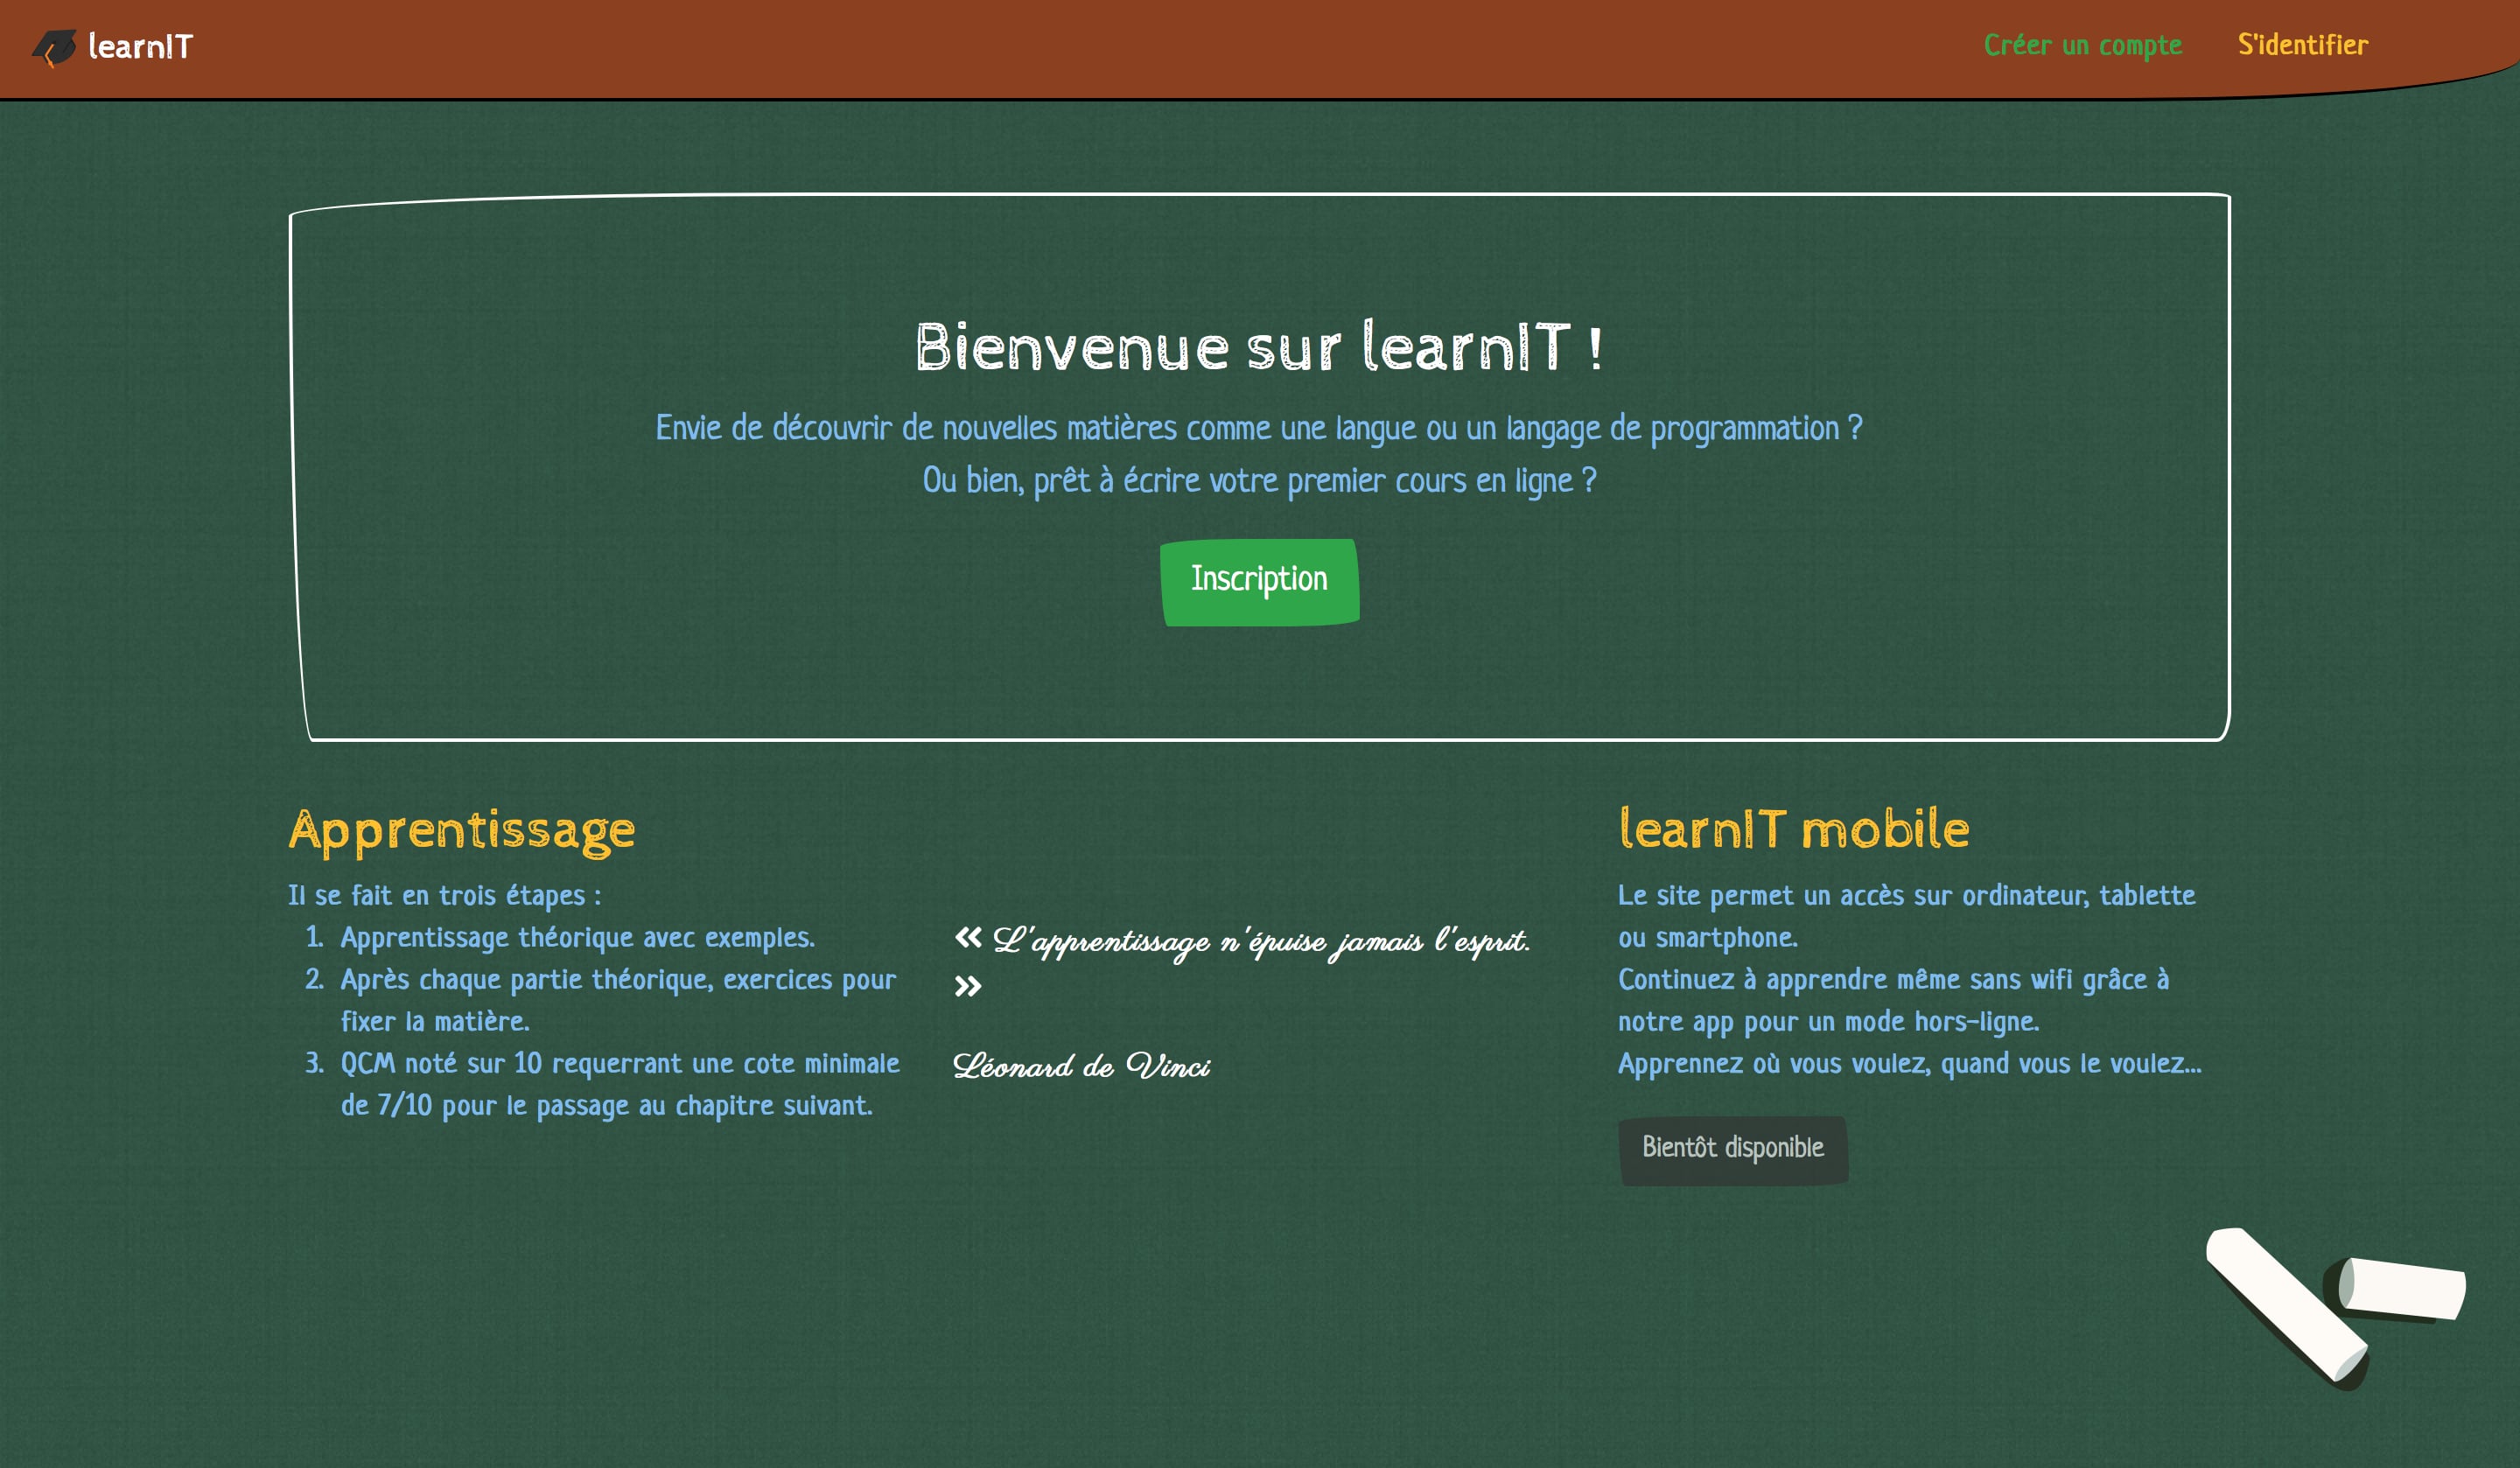 learnIT
Créer un compte
S'identifier
Bienvenue sur learnIT !
Envie de découvrir de nouvelles matières comme une langue ou un langage de programmation ?
Ou bien, prêt à écrire votre premier cours en ligne ?
Inscription
Apprentissage
Il se fait en trois étapes :
1. Apprentissage théorique avec exemples.
2. Après chaque partie théorique, exercices pour
fixer la matière.
3. QCM noté sur 10 requerrant une cote minimale
de 7/10 pour le passage au chapitre suivant.
« L'apprentissage n'épuise jamais l'esprit.
»
Léonard de Vinci
learnIT mobile
Le site permet un accès sur ordinateur, tablette
ou smartphone.
Continuez à apprendre même sans wifi grâce à
notre app pour un mode hors-ligne.
Apprennez où vous voulez, quand vous le voulez...
Bientôt disponible